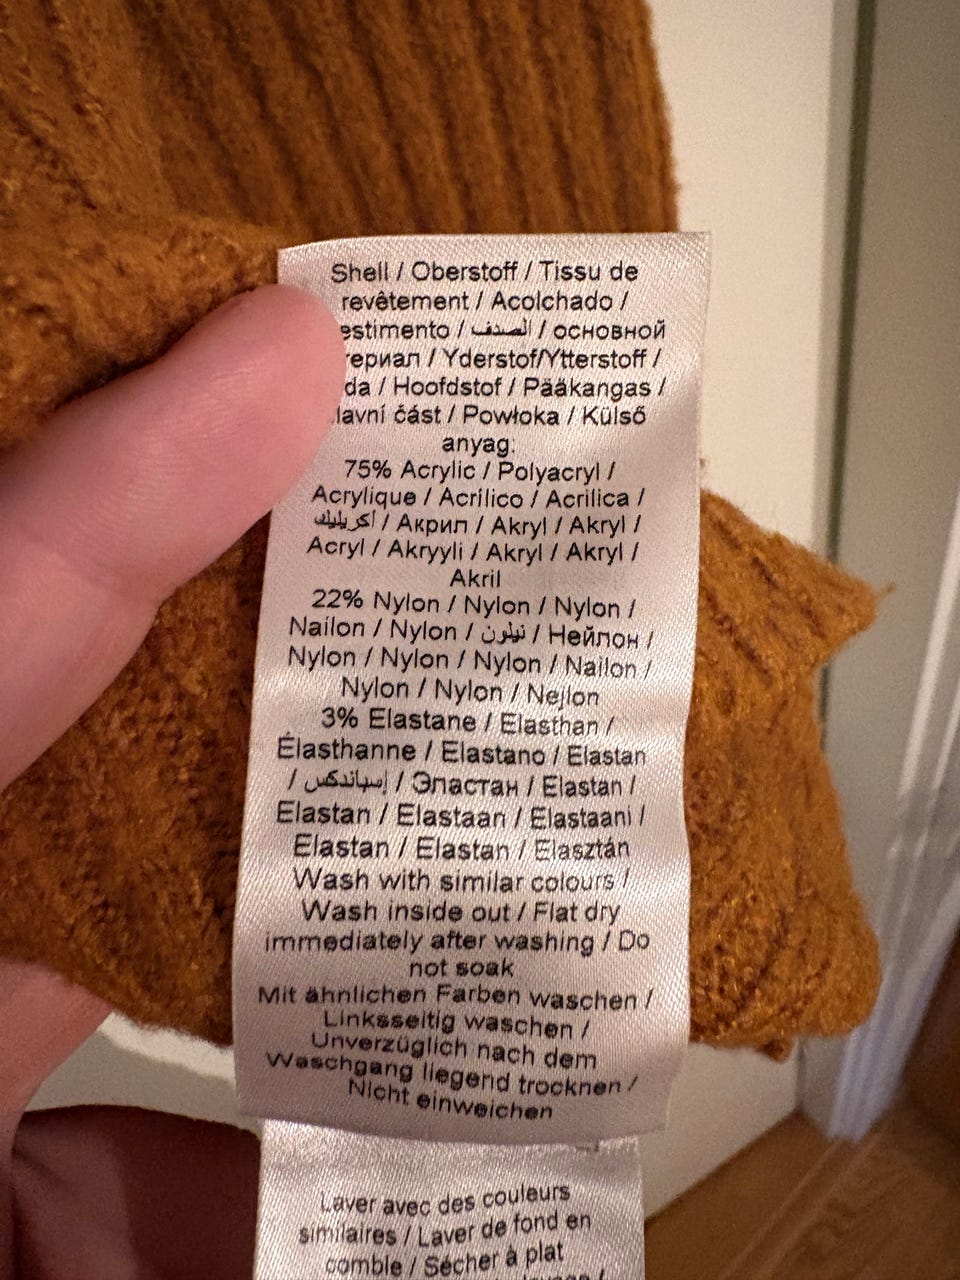 Shell / Oberstoff / Tissu de
revêtement / Acolchado /
estimento / الصدف / основной
териал / Yderstof/Ytterstoff /
da / Hoofdstof / Pääkangas /
lavní část / Powłoka / Külső
anyag:
75% Acrylic / Polyacryl /
Acrylique / Acrílico / Acrilica /
أكريليك / Акрил / Akryl / Akryl /
Acryl / Akryyli / Akryl / Akryl /
Akril
22% Nylon / Nylon / Nylon /
Nailon / Nylon / نيلون / Нейлон /
Nylon / Nylon / Nylon / Nailon /
Nylon / Nylon / Nejlon
3% Elastane / Elasthan /
Élasthanne / Elastano / Elastan
/ إسباندكس / Эластан / Elastan /
Elastan / Elastaan / Elastaani /
Elastan / Elastan / Elasztán
Wash with similar colours /
Wash inside out / Flat dry
immediately after washing / Do
not soak
Mit ähnlichen Farben waschen /
Linksseitig waschen /
Unverzüglich nach dem
Waschgang liegend trocknen /
Nicht einweichen
Laver avec des couleurs
similaires / Laver de fond en
comble / Sécher à plat